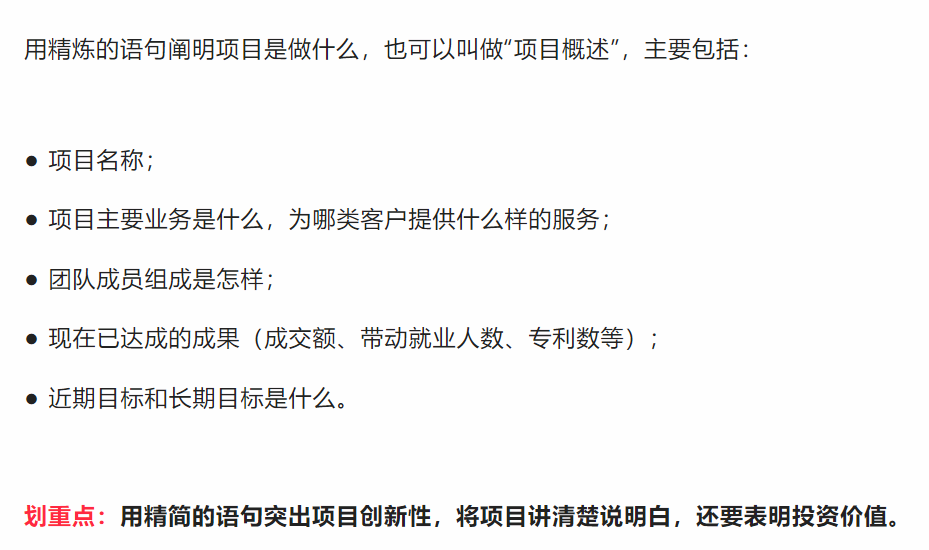 用精炼的语句阐明项目是做什么，也可以叫做“项目概述”，主要包括：
● 项目名称；
● 项目主要业务是什么，为哪类客户提供什么样的服务；
● 团队成员组成是怎样；
● 现在已达成的成果（成交额、带动就业人数、专利数等）；
● 近期目标和长期目标是什么。
划重点：用精简的语句突出项目创新性，将项目讲清楚说明白，还要表明投资价值。